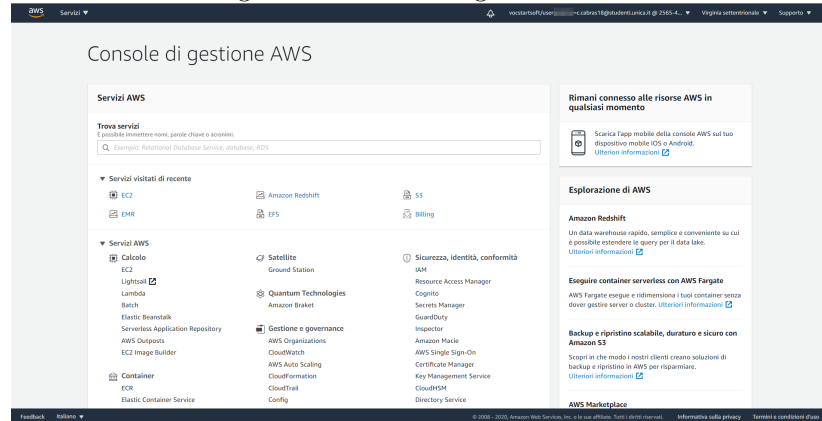 aws Servizi ▼
vocstartsoft/user =c.cabras18@studenti.unica.it @ 2565-4... ▼ Virginia settentrionale ▼ Supporto ▼
Console di gestione AWS
Servizi AWS
Trova servizi
È possibile immettere nomi, parole chiave o acronimi.
Esempio: Relational Database Service, database, RDS
▼ Servizi visitati di recente
EC2 Amazon Redshift S3
EMR EFS Billing
▼ Servizi AWS
Calcolo
EC2
Lightsail
Lambda
Batch
Elastic Beanstalk
Serverless Application Repository
AWS Outposts
EC2 Image Builder
Container
ECR
Elastic Container Service
Satellite
Ground Station
Quantum Technologies
Amazon Braket
Gestione e governance
AWS Organizations
CloudWatch
AWS Auto Scaling
CloudFormation
CloudTrail
Config
Sicurezza, identità, conformità
IAM
Resource Access Manager
Cognito
Secrets Manager
GuardDuty
Inspector
Amazon Macie
AWS Single Sign-On
Certificate Manager
Key Management Service
CloudHSM
Directory Service
Rimani connesso alle risorse AWS in
qualsiasi momento
Scarica l'app mobile della console AWS sul tuo
dispositivo mobile iOS o Android.
Ulteriori informazioni
Esplorazione di AWS
Amazon Redshift
Un data warehouse rapido, semplice e conveniente su cui
è possibile estendere le query per il data lake.
Ulteriori informazioni
Eseguire container serverless con AWS Fargate
AWS Fargate esegue e ridimensiona i tuoi container senza
dover gestire server o cluster. Ulteriori informazioni
Backup e ripristino scalabile, duraturo e sicuro con
Amazon S3
Scopri in che modo i nostri clienti creano soluzioni di
backup e ripristino in AWS per risparmiare.
Ulteriori informazioni
AWS Marketplace
Feedback Italiano ▼ © 2008 - 2020, Amazon Web Services, Inc. o le sue affiliate. Tutti i diritti riservati. Informativa sulla privacy Termini e condizioni d'uso